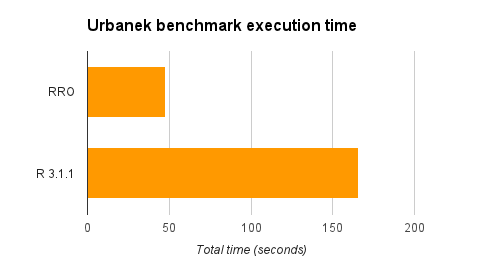 Urbanek benchmark execution time
RRO
R 3.1.1
0 50 100 150 200
Total time (seconds)